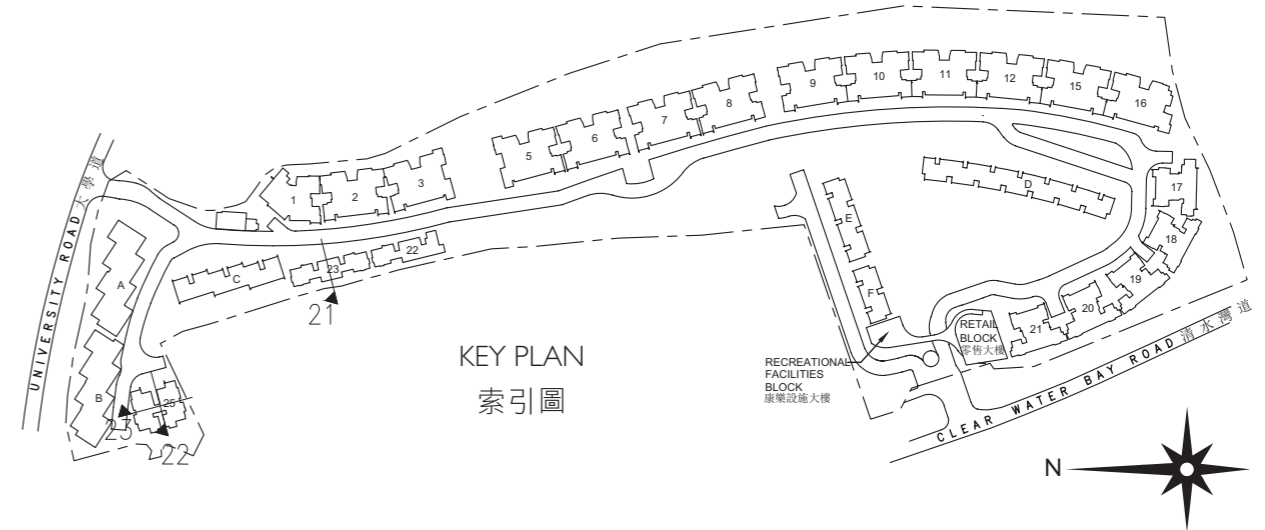 9
10
11
12
15
16
8
7
6
5
3
2
1
17
18
19
20
21
D
E
F
22
23
C
A
B
25
21
23
22
UNIVERSITY ROAD 大學道
KEY PLAN
索引圖
RETAIL
BLOCK
零售大樓
RECREATIONAL
FACILITIES
BLOCK
康樂設施大樓
CLEAR WATER BAY ROAD 清水灣道
N